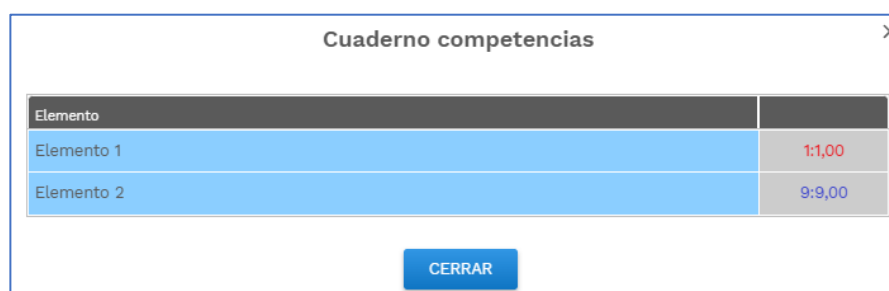 Cuaderno competencias
Elemento
Elemento 1 1:1,00
Elemento 2 9:9,00
CERRAR